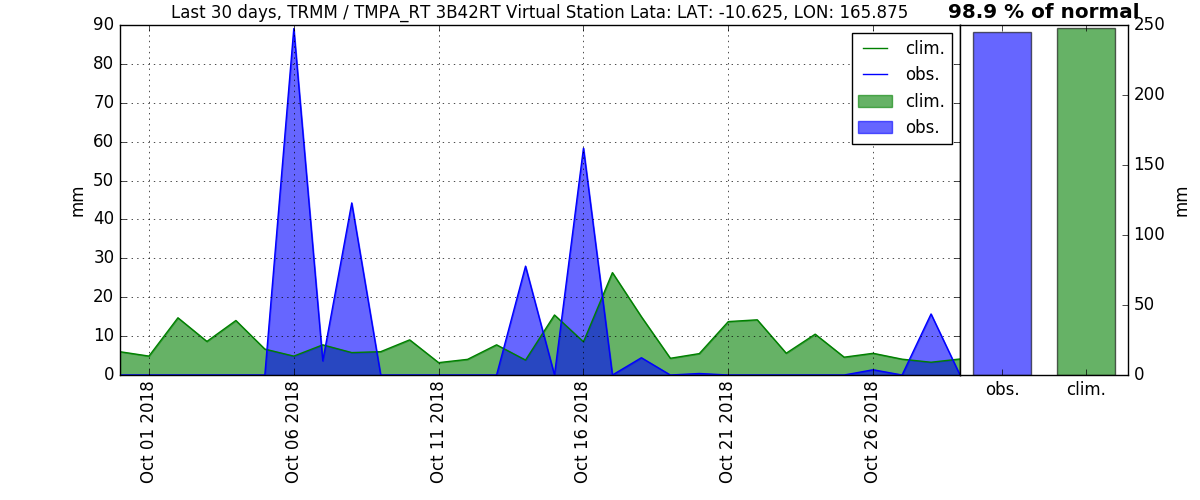 Last 30 days, TRMM / TMPA_RT 3B42RT Virtual Station Lata: LAT: -10.625, LON: 165.875
98.9 % of normal
90
80
70
60
50
40
30
20
10
0
mm
clim.
obs.
clim.
obs.
Oct 01 2018
Oct 06 2018
Oct 11 2018
Oct 16 2018
Oct 21 2018
Oct 26 2018
250
200
150
100
50
0
mm
obs.
clim.